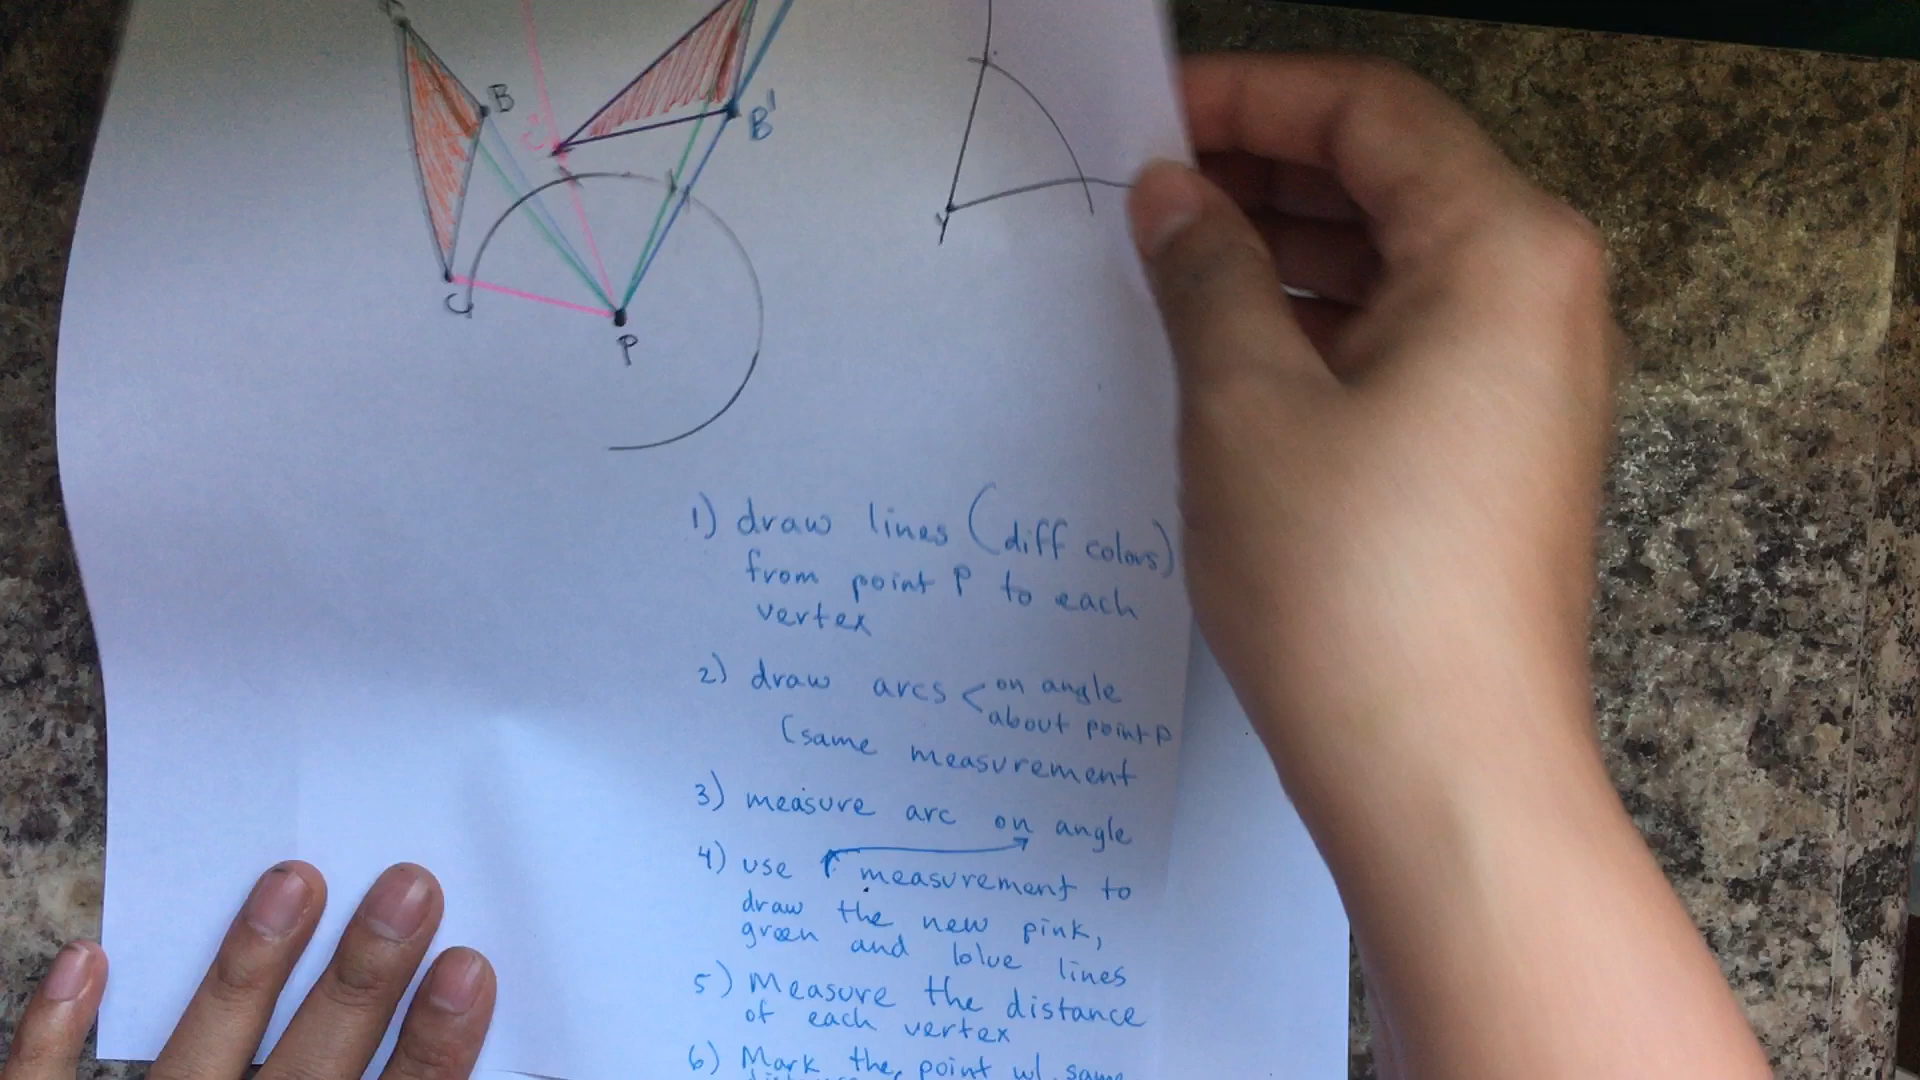 B
C'
B'
C
P
1) draw lines (diff colors)
from point P to each
vertex
2) draw arcs < on angle
about point P
(same measurement
3) measure arc on angle
4) use measurement to
draw the new pink,
green and blue lines
5) Measure the distance
of each vertex
6) Mark the point w/ same